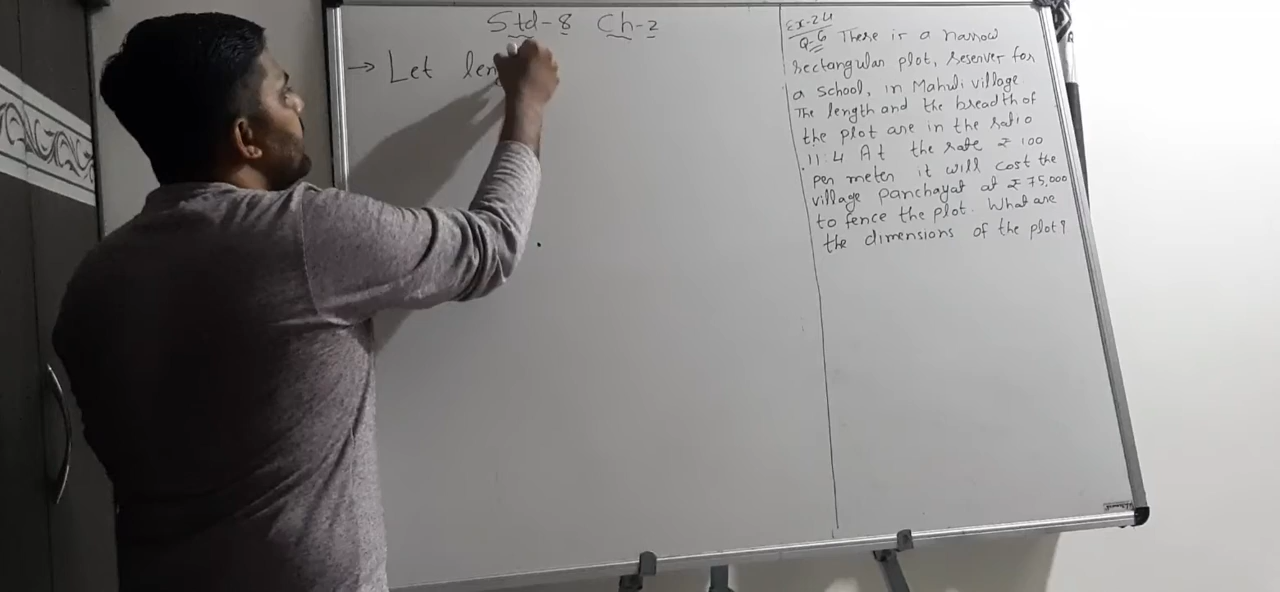 Std-8 Ch-2
→ Let len
Ex-2.4
Q-6 There is a narrow
rectangular plot, reserver for
a school, in Mahuli village
The length and the breadth of
the plot are in the ratio
11:4 At the rate ₹ 100
per meter it will cost the
village panchayat at ₹ 75,000
to fence the plot. What are
the dimensions of the plot?